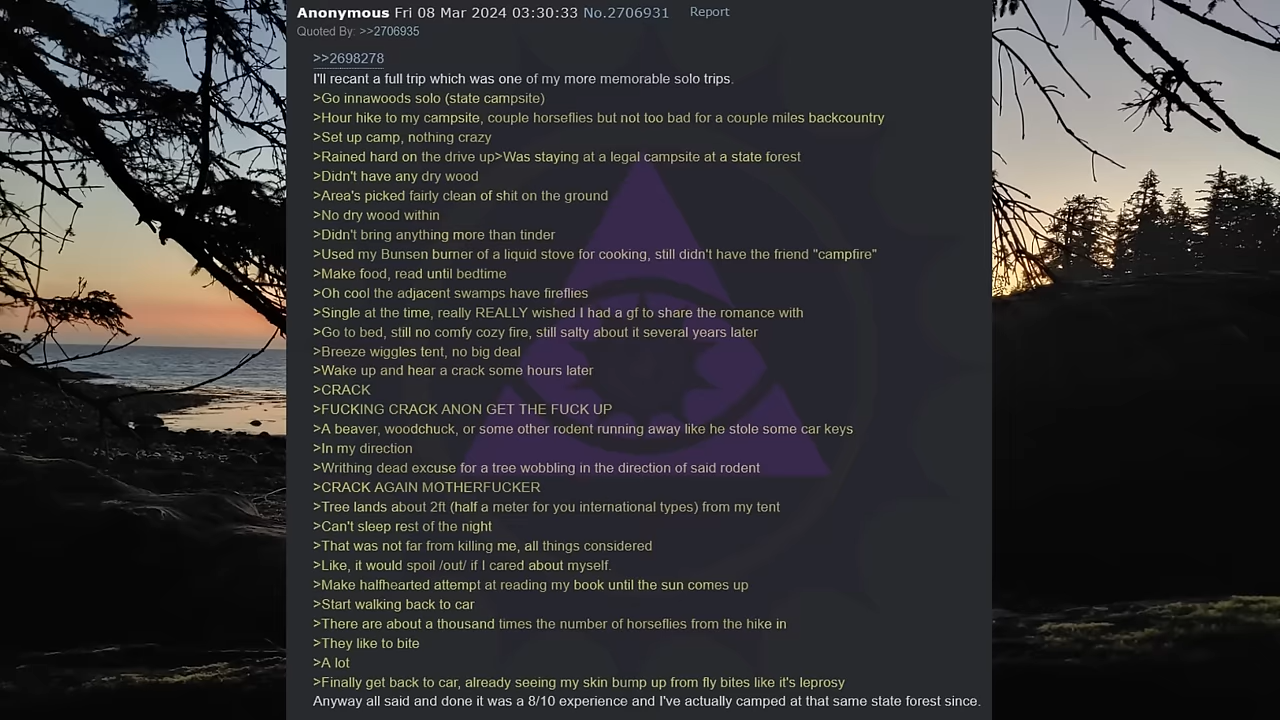 Anonymous Fri 08 Mar 2024 03:30:33 No.2706931 Report
Quoted By: >>2706935
>>2698278
I'll recant a full trip which was one of my more memorable solo trips.
>Go innawoods solo (state campsite)
>Hour hike to my campsite, couple horseflies but not too bad for a couple miles backcountry
>Set up camp, nothing crazy
>Rained hard on the drive up>Was staying at a legal campsite at a state forest
>Didn't have any dry wood
>Area's picked fairly clean of shit on the ground
>No dry wood within
>Didn't bring anything more than tinder
>Used my Bunsen burner of a liquid stove for cooking, still didn't have the friend "campfire"
>Make food, read until bedtime
>Oh cool the adjacent swamps have fireflies
>Single at the time, really REALLY wished I had a gf to share the romance with
>Go to bed, still no comfy cozy fire, still salty about it several years later
>Breeze wiggles tent, no big deal
>Wake up and hear a crack some hours later
>CRACK
>FUCKING CRACK ANON GET THE FUCK UP
>A beaver, woodchuck, or some other rodent running away like he stole some car keys
>In my direction
>Writhing dead excuse for a tree wobbling in the direction of said rodent
>CRACK AGAIN MOTHERFUCKER
>Tree lands about 2ft (half a meter for you international types) from my tent
>Can't sleep rest of the night
>That was not far from killing me, all things considered
>Like, it would spoil /out/ if I cared about myself.
>Make halfhearted attempt at reading my book until the sun comes up
>Start walking back to car
>There are about a thousand times the number of horseflies from the hike in
>They like to bite
>A lot
>Finally get back to car, already seeing my skin bump up from fly bites like it's leprosy
Anyway all said and done it was a 8/10 experience and I've actually camped at that same state forest since.